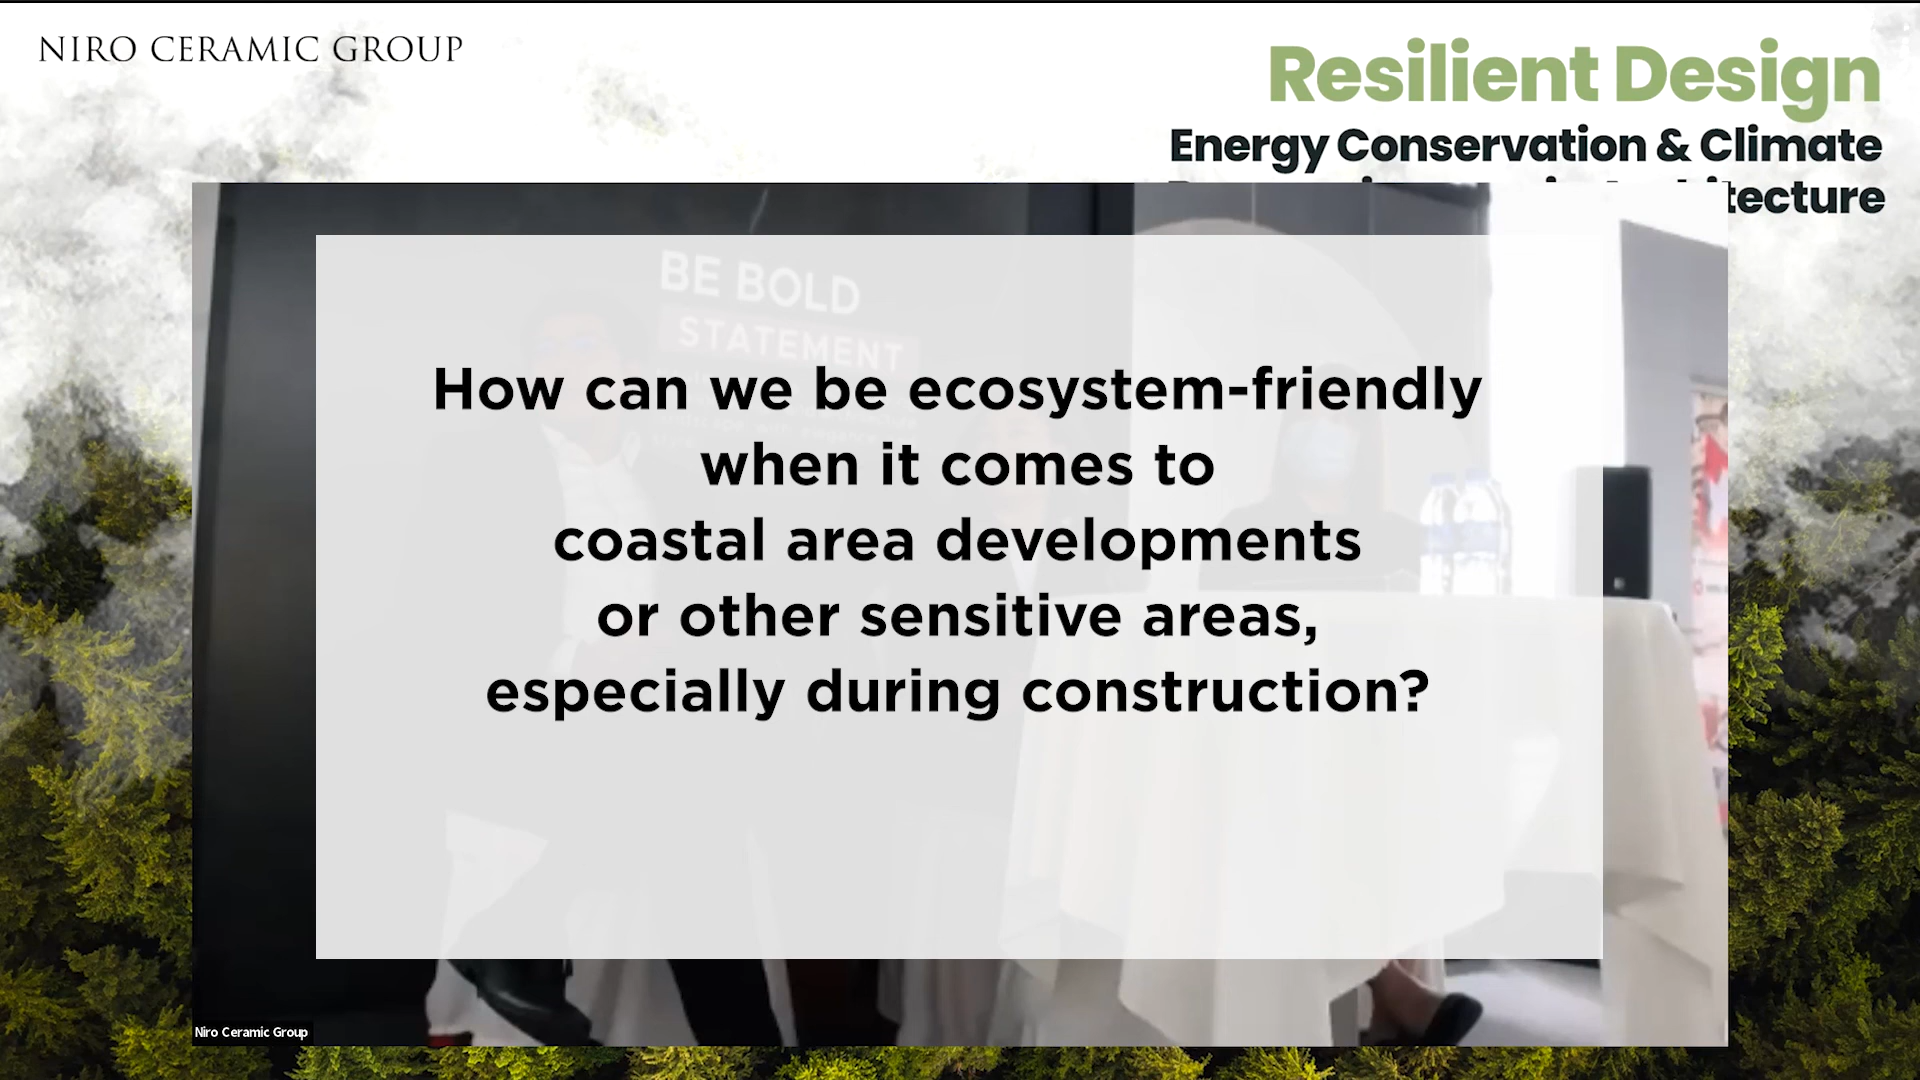 NIRO CERAMIC GROUP
Resilient Design
Energy Conservation & Climate
tecture
BE BOLD
STATEMENT
How can we be ecosystem-friendly
when it comes to
coastal area developments
or other sensitive areas,
especially during construction?
Niro Ceramic Group